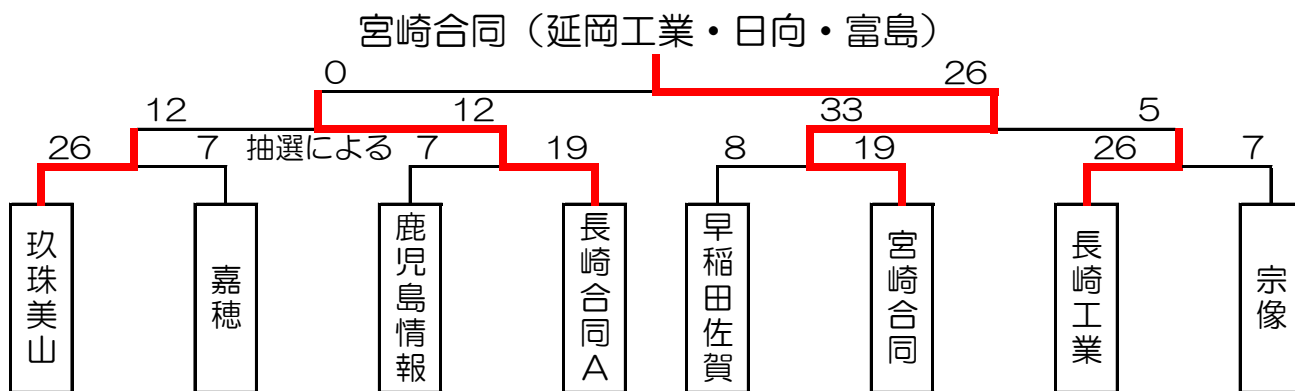 宮崎合同（延岡工業・日向・富島）
0 26
12 12 33 5
26 7 抽選による 7 19 8 19 26 7
玖珠美山
嘉穂
鹿児島情報
長崎合同A
早稲田佐賀
宮崎合同
長崎工業
宗像